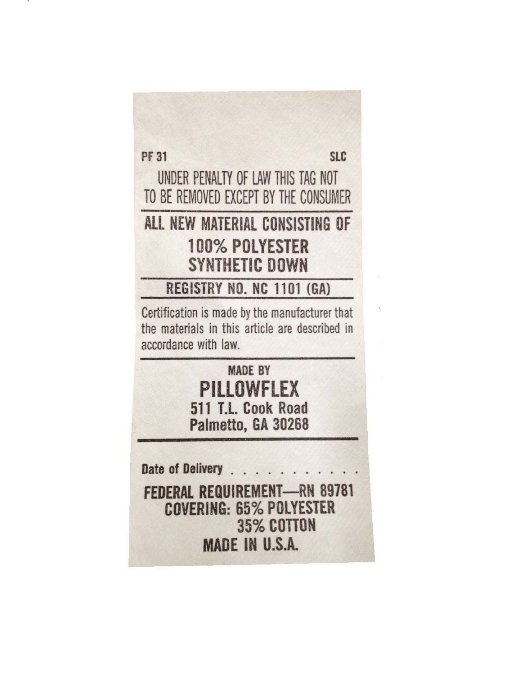 PF 31 SLC
UNDER PENALTY OF LAW THIS TAG NOT
TO BE REMOVED EXCEPT BY THE CONSUMER
ALL NEW MATERIAL CONSISTING OF
100% POLYESTER
SYNTHETIC DOWN
REGISTRY NO. NC 1101 (GA)
Certification is made by the manufacturer that
the materials in this article are described in
accordance with law.
MADE BY
PILLOWFLEX
511 T.L. Cook Road
Palmetto, GA 30268
Date of Delivery . . . . . . . . . . .
FEDERAL REQUIREMENT—RN 89781
COVERING: 65% POLYESTER
35% COTTON
MADE IN U.S.A.